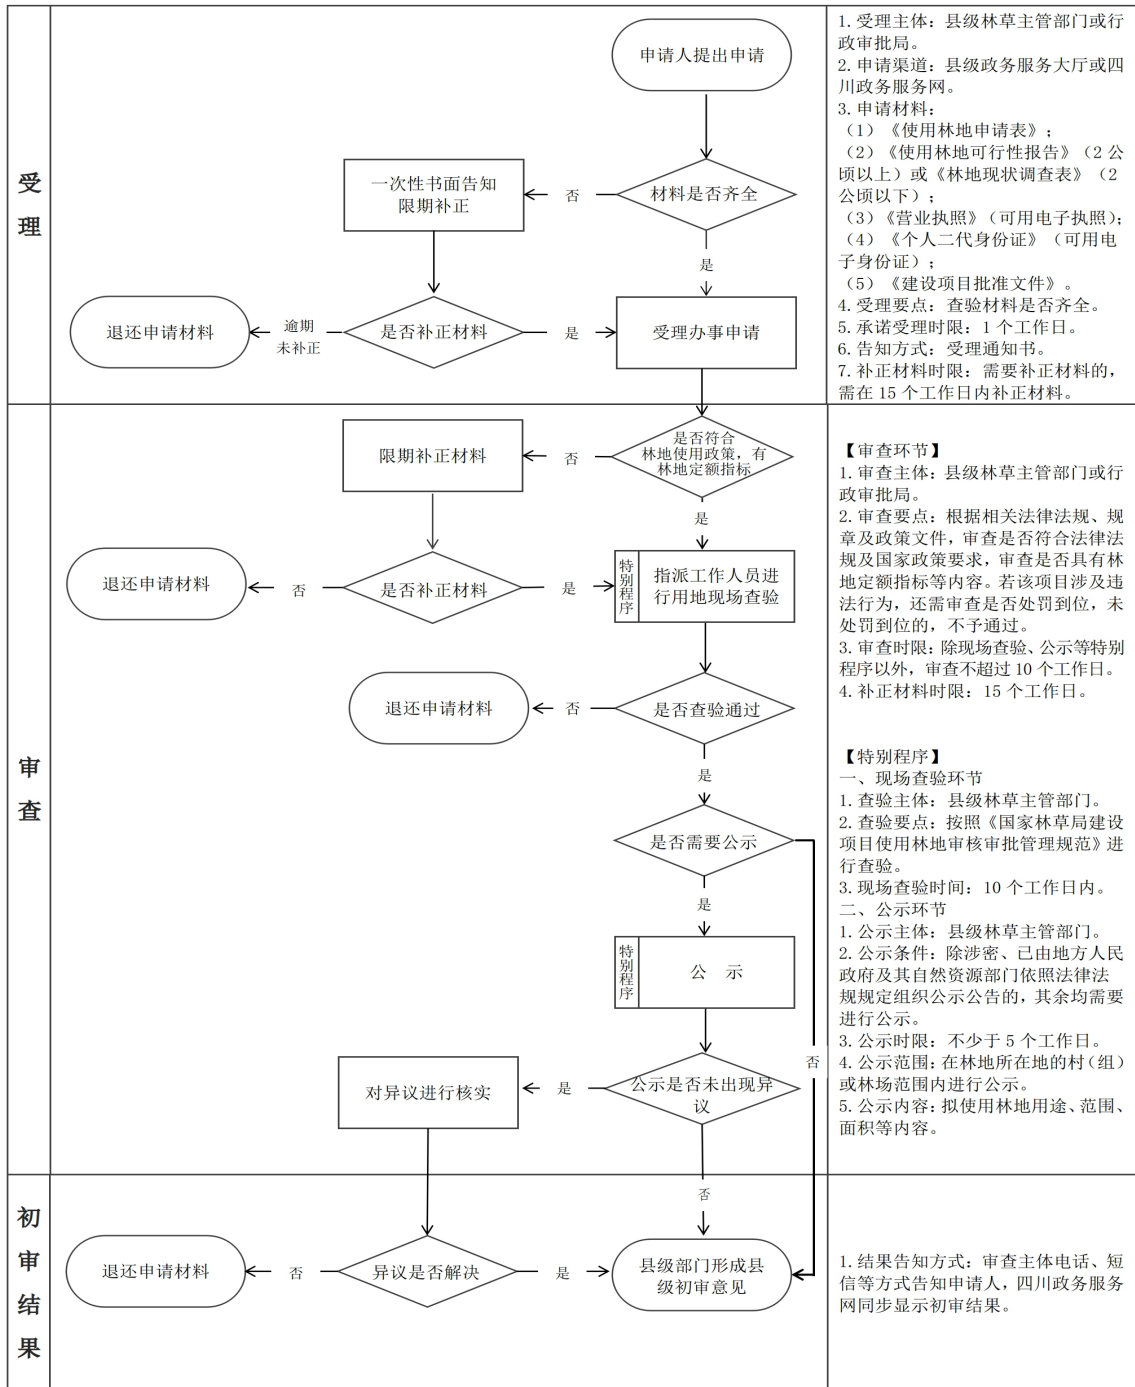 受
理
申请人提出申请
材料是否齐全
否
一次性书面告知
限期补正
是
是否补正材料
逾期
未补正
退还申请材料
是
受理办事申请
1. 受理主体：县级林草主管部门或行
政审批局。
2. 申请渠道：县级政务服务大厅或四
川政务服务网。
3. 申请材料：
（1）《使用林地申请表》；
（2）《使用林地可行性报告》（2 公
顷以上）或《林地现状调查表》（2
公顷以下）；
（3）《营业执照》（可用电子执照）；
（4）《个人二代身份证》（可用电
子身份证）；
（5）《建设项目批准文件》。
4. 受理要点：查验材料是否齐全。
5. 承诺受理时限：1 个工作日。
6. 告知方式：受理通知书。
7. 补正材料时限：需要补正材料的，
需在 15 个工作日内补正材料。
审
查
是否符合
林地使用政策，有
林地定额指标
否
限期补正材料
是
是否补正材料
否
退还申请材料
是
特别程序
指派工作人员进
行用地现场查验
是否查验通过
否
退还申请材料
是
是否需要公示
是
否
特别程序
公 示
公示是否未出现异
议
是
对异议进行核实
否
【审查环节】
1. 审查主体：县级林草主管部门或行
政审批局。
2. 审查要点：根据相关法律法规、规
章及政策文件，审查是否符合法律法
规及国家政策要求，审查是否具有林
地定额指标等内容。若该项目涉及违
法行为，还需审查是否处罚到位，未
处罚到位的，不予通过。
3. 审查时限：除现场查验、公示等特别
程序以外，审查不超过 10 个工作日。
4. 补正材料时限：15 个工作日。
【特别程序】
一、现场查验环节
1. 查验主体：县级林草主管部门。
2. 查验要点：按照《国家林草局建设
项目使用林地审核审批管理规范》进
行查验。
3. 现场查验时间：10 个工作日内。
二、公示环节
1. 公示主体：县级林草主管部门。
2. 公示条件：除涉密、已由地方人民
政府及其自然资源部门依照法律法
规规定组织公示公告的，其余均需要
进行公示。
3. 公示时限：不少于 5 个工作日。
4. 公示范围：在林地所在地的村（组）
或林场范围内进行公示。
5. 公示内容：拟使用林地用途、范围、
面积等内容。
初
审
结
果
异议是否解决
否
退还申请材料
是
县级部门形成县
级初审意见
1. 结果告知方式：审查主体电话、短
信等方式告知申请人，四川政务服务
网同步显示初审结果。